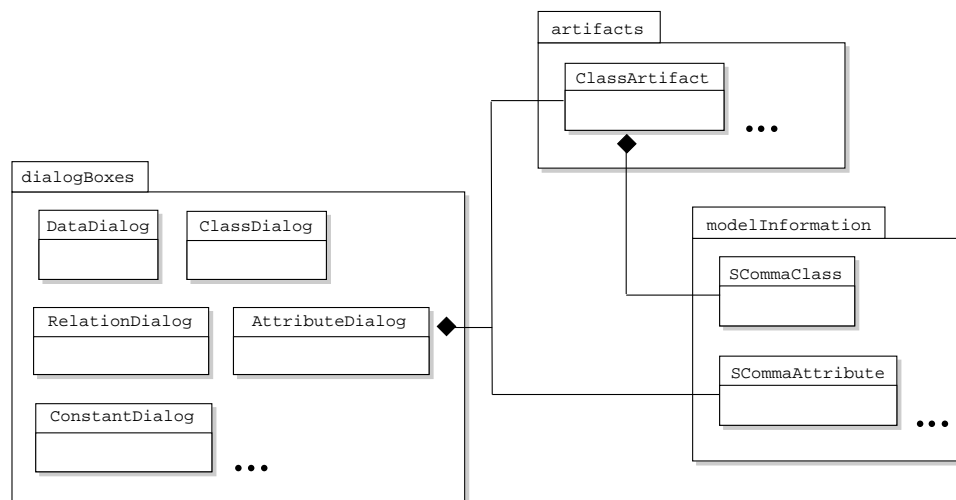 artifacts
ClassArtifact
...
dialogBoxes
DataDialog
ClassDialog
modelInformation
SCommaClass
RelationDialog
AttributeDialog
SCommaAttribute
ConstantDialog
...
...